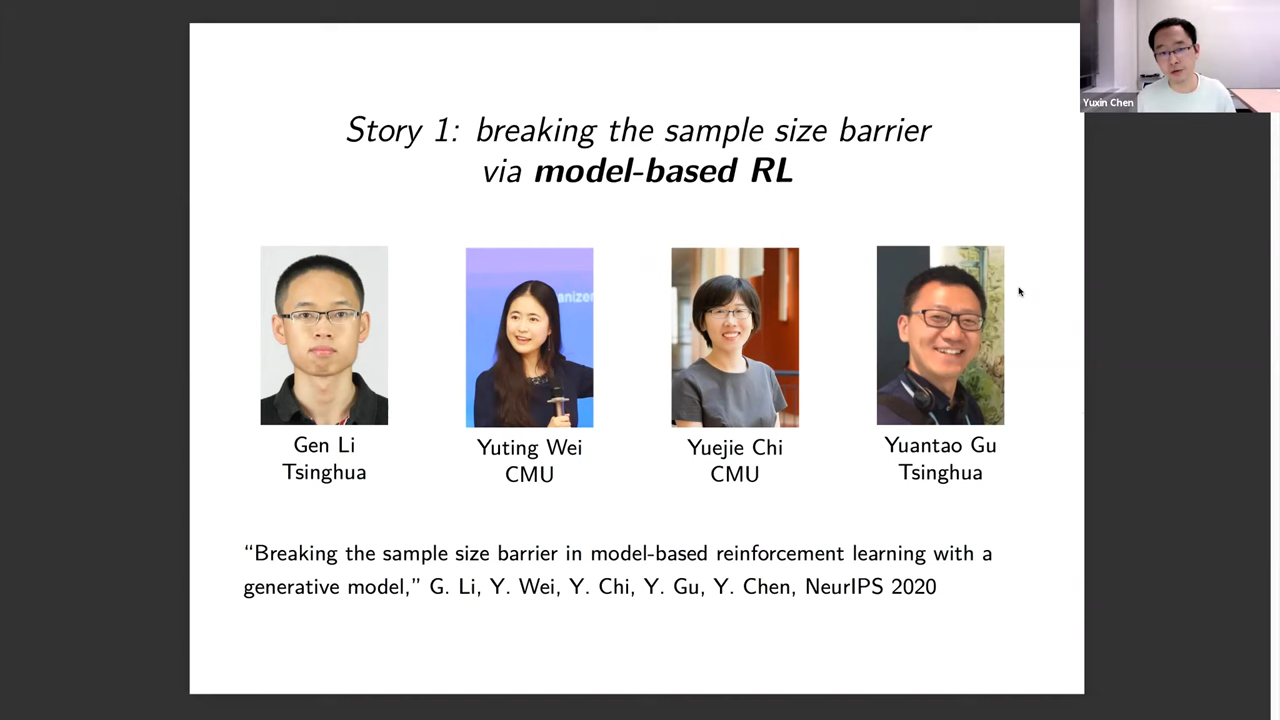 Story 1: breaking the sample size barrier
via model-based RL
Yuxin Chen
anizer
Gen Li
Tsinghua
Yuting Wei
CMU
Yuejie Chi
CMU
Yuantao Gu
Tsinghua
“Breaking the sample size barrier in model-based reinforcement learning with a
generative model,” G. Li, Y. Wei, Y. Chi, Y. Gu, Y. Chen, NeurIPS 2020